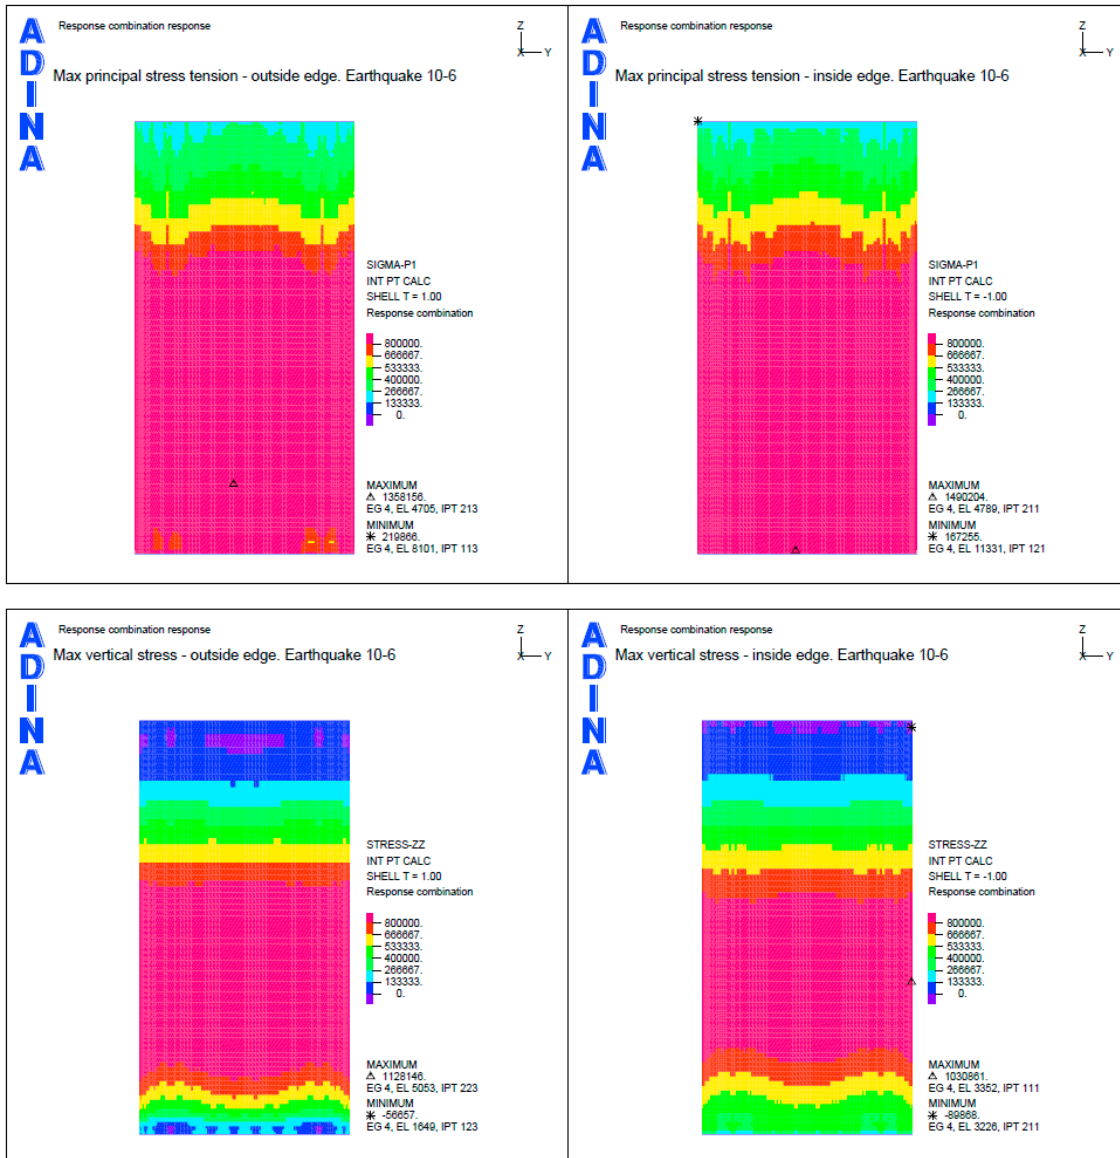 ADINA
Response combination response
Z
X Y
Max principal stress tension - outside edge. Earthquake 10-6
SIGMA-P1
INT PT CALC
SHELL T = 1.00
Response combination
800000.
666667.
533333.
400000.
266667.
133333.
0.
MAXIMUM
1358156.
EG 4, EL 4705, IPT 213
MINIMUM
219866.
EG 4, EL 8101, IPT 113
ADINA
Response combination response
Z
X Y
Max principal stress tension - inside edge. Earthquake 10-6
SIGMA-P1
INT PT CALC
SHELL T = -1.00
Response combination
800000.
666667.
533333.
400000.
266667.
133333.
0.
MAXIMUM
1490204.
EG 4, EL 4789, IPT 211
MINIMUM
167255.
EG 4, EL 11331, IPT 121
ADINA
Response combination response
Z
X Y
Max vertical stress - outside edge. Earthquake 10-6
STRESS-ZZ
INT PT CALC
SHELL T = 1.00
Response combination
800000.
666667.
533333.
400000.
266667.
133333.
0.
MAXIMUM
1128146.
EG 4, EL 5053, IPT 223
MINIMUM
-56657.
EG 4, EL 1649, IPT 123
ADINA
Response combination response
Z
X Y
Max vertical stress - inside edge. Earthquake 10-6
STRESS-ZZ
INT PT CALC
SHELL T = -1.00
Response combination
800000.
666667.
533333.
400000.
266667.
133333.
0.
MAXIMUM
1030861.
EG 4, EL 3352, IPT 111
MINIMUM
-89868.
EG 4, EL 3226, IPT 211